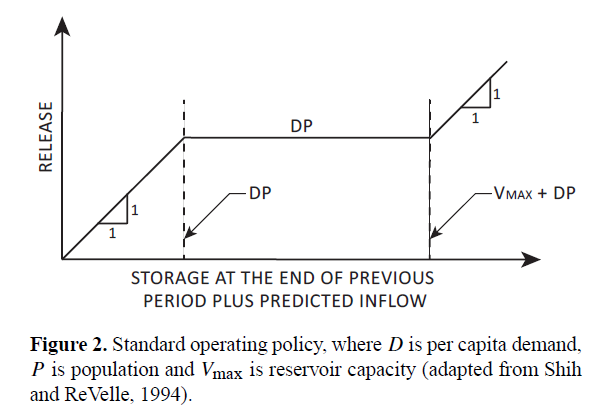 RELEASE
1
1
DP
DP
1
1
VMAX + DP
STORAGE AT THE END OF PREVIOUS
PERIOD PLUS PREDICTED INFLOW
Figure 2. Standard operating policy, where D is per capita demand,
P is population and Vmax is reservoir capacity (adapted from Shih
and ReVelle, 1994).